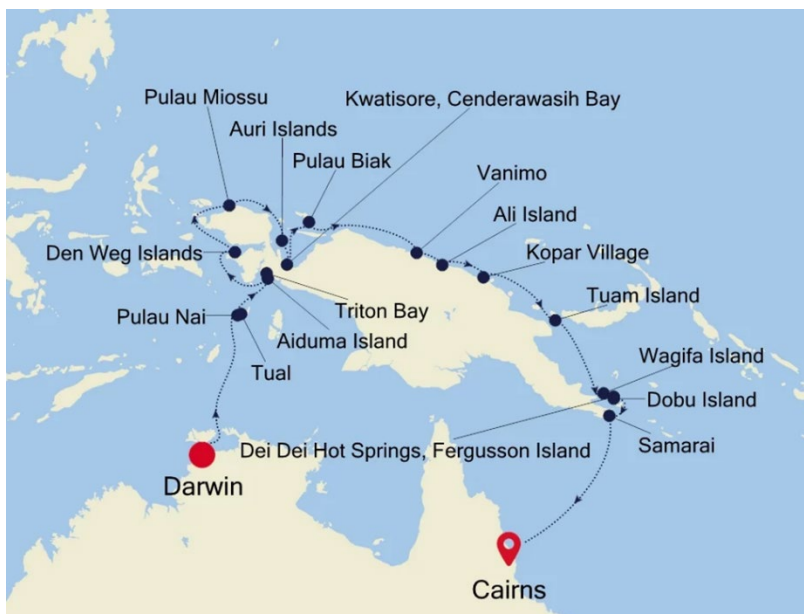 Pulau Miossu
Kwatisore, Cenderawasih Bay
Auri Islands
Pulau Biak
Vanimo
Ali Island
Den Weg Islands
Kopar Village
Tuam Island
Pulau Nai
Triton Bay
Aiduma Island
Tual
Wagifa Island
Dobu Island
Dei Dei Hot Springs, Fergusson Island
Samarai
Darwin
Cairns